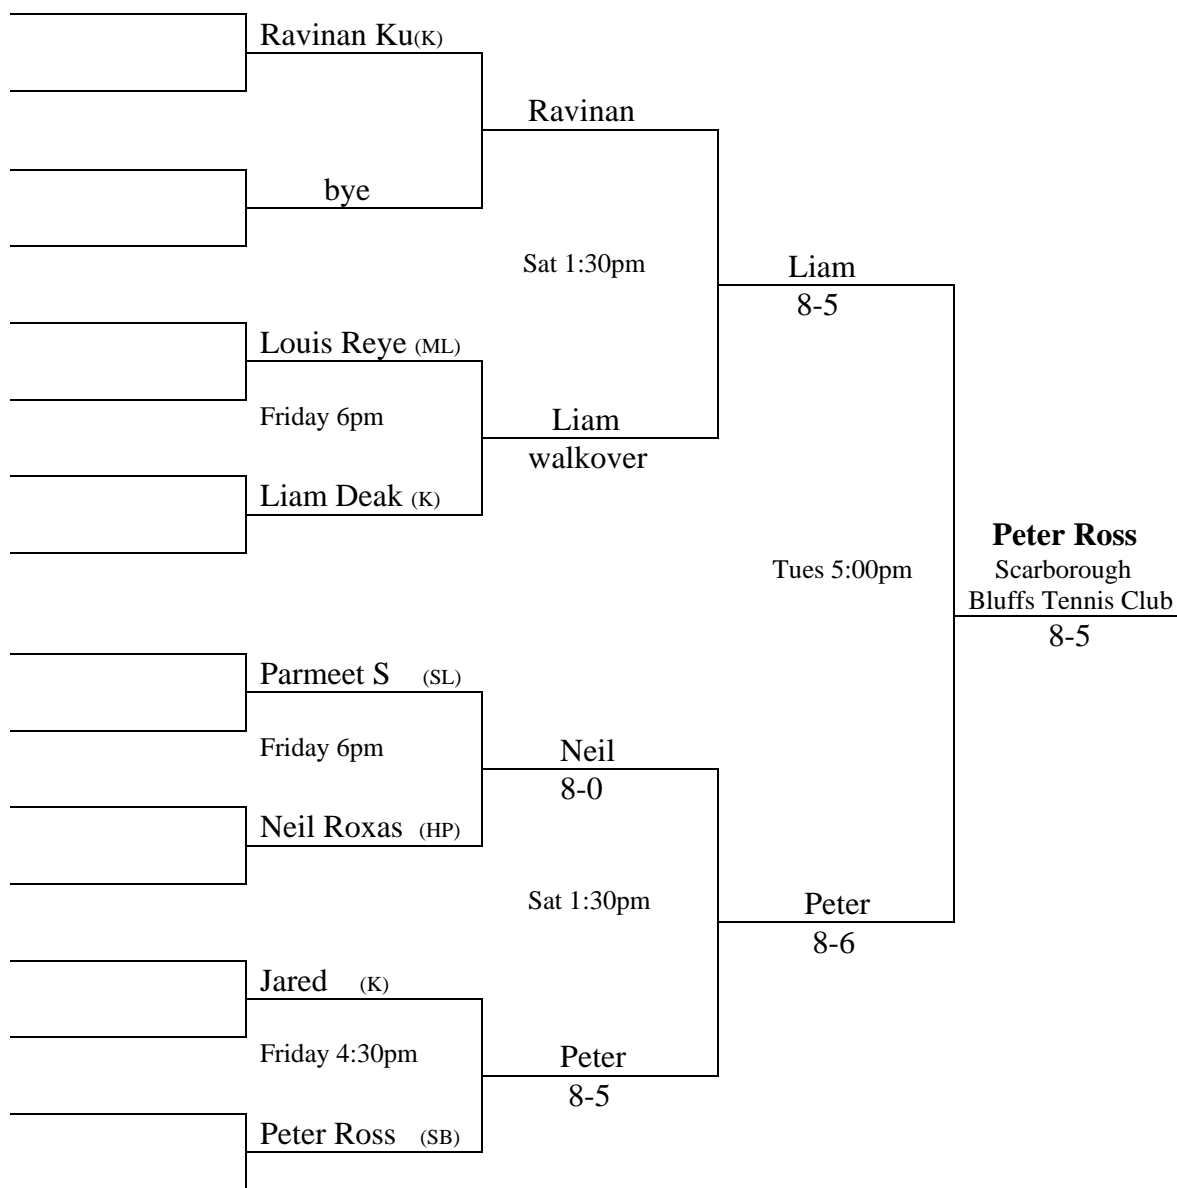 Ravinan Ku(K)
Ravinan
bye
Sat 1:30pm
Liam
8-5
Louis Reye (ML)
Friday 6pm
Liam
walkover
Liam Deak (K)
Peter Ross
Tues 5:00pm
Scarborough
Bluffs Tennis Club
8-5
Parmeet S (SL)
Friday 6pm
Neil
8-0
Neil Roxas (HP)
Sat 1:30pm
Peter
8-6
Jared (K)
Friday 4:30pm
Peter
8-5
Peter Ross (SB)